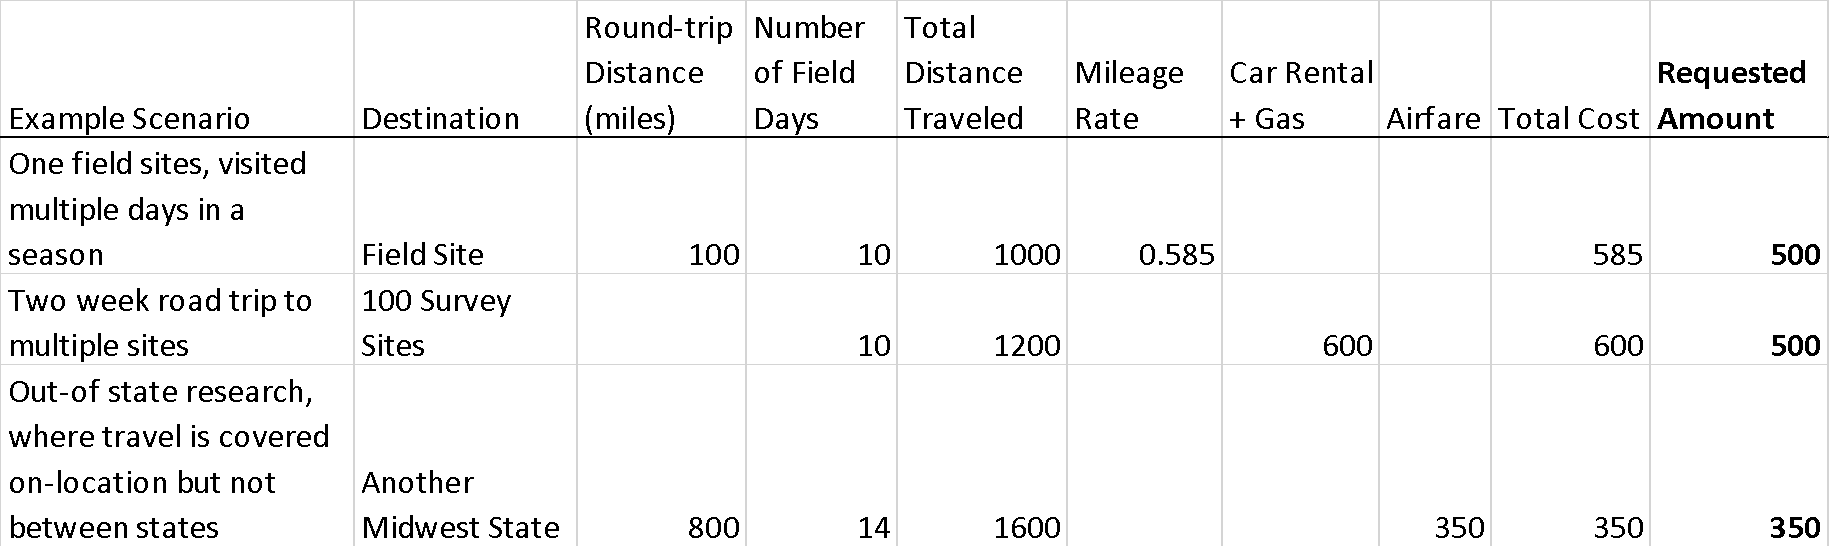 Example Scenario Destination Round-trip Distance (miles) Number of Field Days Total Distance Traveled Mileage Rate Car Rental + Gas Airfare Total Cost Requested Amount
One field sites, visited multiple days in a season Field Site 100 10 1000 0.585 585 500
Two week road trip to multiple sites 100 Survey Sites 10 1200 600 600 500
Out-of state research, where travel is covered on-location but not between states Another Midwest State 800 14 1600 350 350 350